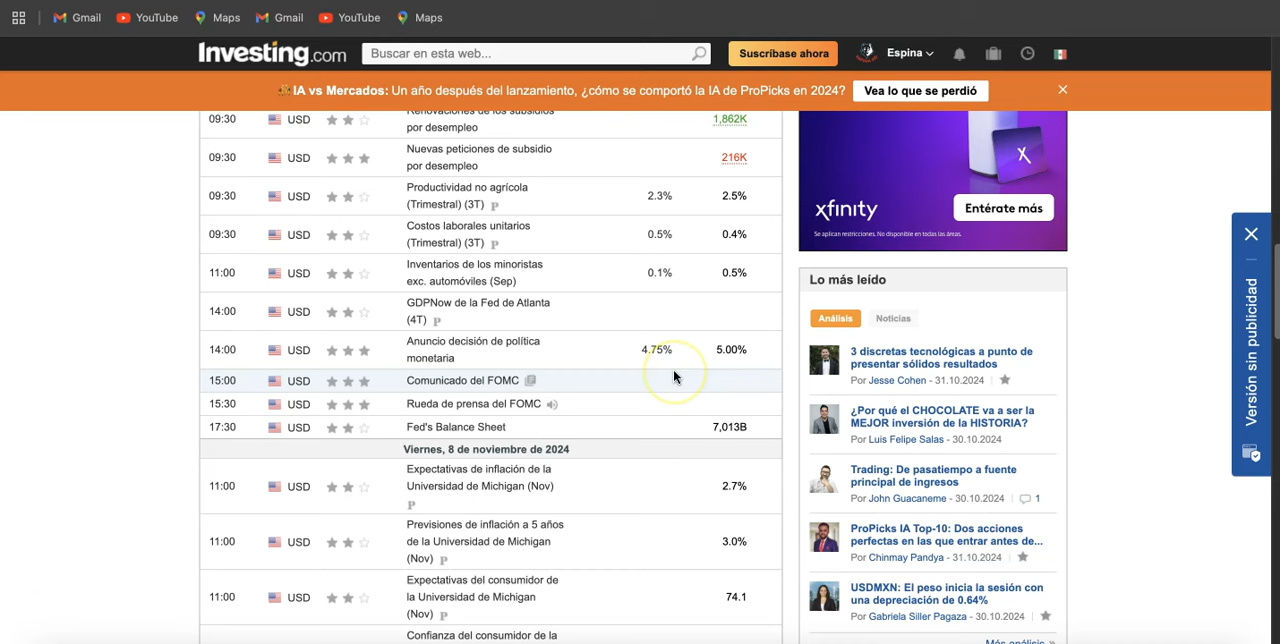 Gmail YouTube Maps Gmail YouTube Maps
Investing.com Buscar en esta web... Suscríbase ahora Espina
IA vs Mercados: Un año después del lanzamiento, ¿cómo se comportó la IA de ProPicks en 2024? Vea lo que se perdió
09:30 USD Renovaciones de los subsidios por desempleo 1,862K
09:30 USD Nuevas peticiones de subsidio
por desempleo 216K
09:30 USD Productividad no agrícola
(Trimestral) (3T) P 2.3% 2.5%
09:30 USD Costos laborales unitarios
(Trimestral) (3T) P 0.5% 0.4%
11:00 USD Inventarios de los minoristas
exc. automóviles (Sep) 0.1% 0.5%
14:00 USD GDPNow de la Fed de Atlanta
(4T) P
14:00 USD Anuncio decisión de política
monetaria 4.75% 5.00%
15:00 USD Comunicado del FOMC
15:30 USD Rueda de prensa del FOMC
17:30 USD Fed's Balance Sheet 7,013B
Viernes, 8 de noviembre de 2024
11:00 USD Expectativas de inflación de la
Universidad de Michigan (Nov) 2.7%
P
11:00 USD Previsiones de inflación a 5 años
de la Universidad de Michigan 3.0%
(Nov) P
11:00 USD Expectativas del consumidor de
la Universidad de Michigan 74.1
(Nov) P
Confianza del consumidor de la
X
xfinity Entérate más
Se aplican restricciones. No disponible en todas las áreas.
Lo más leído
Análisis Noticias
3 discretas tecnológicas a punto de
presentar sólidos resultados
Por Jesse Cohen - 31.10.2024
¿Por qué el CHOCOLATE va a ser la
MEJOR inversión de la HISTORIA?
Por Luis Felipe Salas - 30.10.2024
Trading: De pasatiempo a fuente
principal de ingresos
Por John Guacaneme - 30.10.2024 1
ProPicks IA Top-10: Dos acciones
perfectas en las que entrar antes de...
Por Chinmay Pandya - 31.10.2024
USDMXN: El peso inicia la sesión con
una depreciación de 0.64%
Por Gabriela Siller Pagaza - 30.10.2024
Más análisis »
Versión sin publicidad